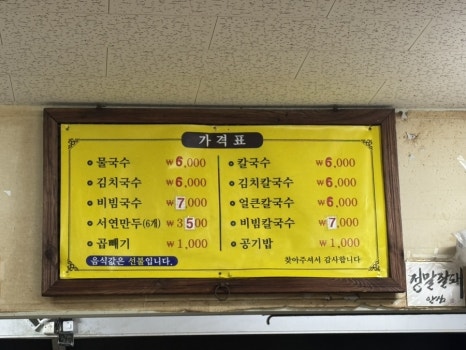 가격표
물국수 ₩6,000
김치국수 ₩6,000
비빔국수 ₩7,000
서연만두(6개) ₩3500
곱빼기 ₩1,000
음식값은 선불입니다.
칼국수 ₩6,000
김치칼국수 ₩6,000
얼큰칼국수 ₩6,000
비빔칼국수 ₩7,000
공기밥 ₩1,000
찾아주셔서 감사합니다
정말잘돼